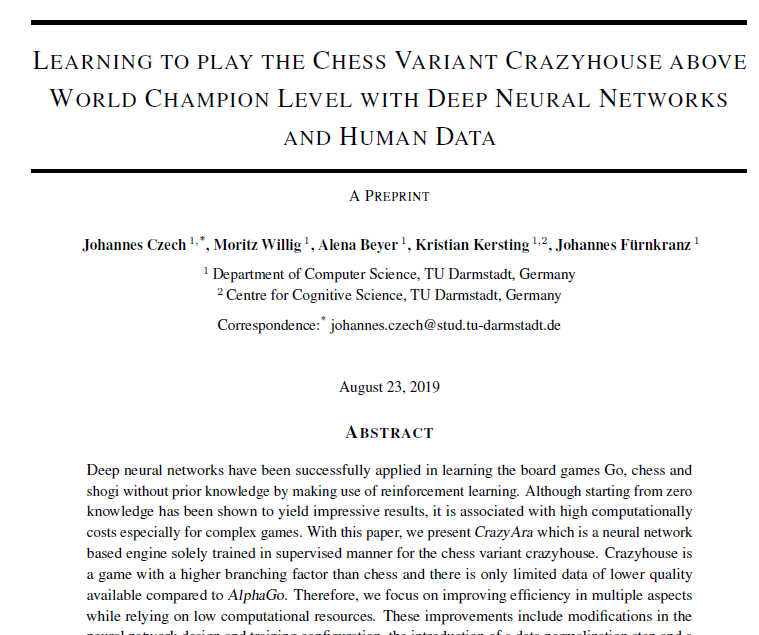 LEARNING TO PLAY THE CHESS VARIANT CRAZYHOUSE ABOVE
WORLD CHAMPION LEVEL WITH DEEP NEURAL NETWORKS
AND HUMAN DATA
A PREPRINT
Johannes Czech 1,*, Moritz Willig 1, Alena Beyer 1, Kristian Kersting 1,2, Johannes Fürnkranz 1
1 Department of Computer Science, TU Darmstadt, Germany
2 Centre for Cognitive Science, TU Darmstadt, Germany
Correspondence:* johannes.czech@stud.tu-darmstadt.de
August 23, 2019
ABSTRACT
Deep neural networks have been successfully applied in learning the board games Go, chess and
shogi without prior knowledge by making use of reinforcement learning. Although starting from zero
knowledge has been shown to yield impressive results, it is associated with high computationally
costs especially for complex games. With this paper, we present CrazyAra which is a neural network
based engine solely trained in supervised manner for the chess variant crazyhouse. Crazyhouse is
a game with a higher branching factor than chess and there is only limited data of lower quality
available compared to AlphaGo. Therefore, we focus on improving efficiency in multiple aspects
while relying on low computational resources. These improvements include modifications in the